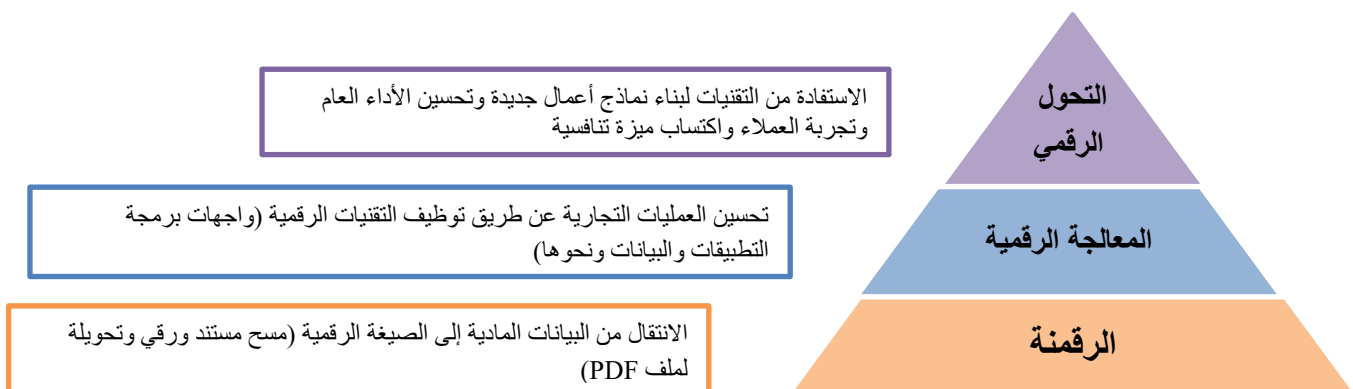 التحول
الرقمي
الاستفادة من التقنيات لبناء نماذج أعمال جديدة وتحسين الأداء العام
وتجربة العملاء واكتساب ميزة تنافسية
المعالجة الرقمية
تحسين العمليات التجارية عن طريق توظيف التقنيات الرقمية (واجهات برمجة
التطبيقات والبيانات ونحوها)
الرقمنة
الانتقال من البيانات المادية إلى الصيغة الرقمية (مسح مستند ورقي وتحويلة
لملف PDF)